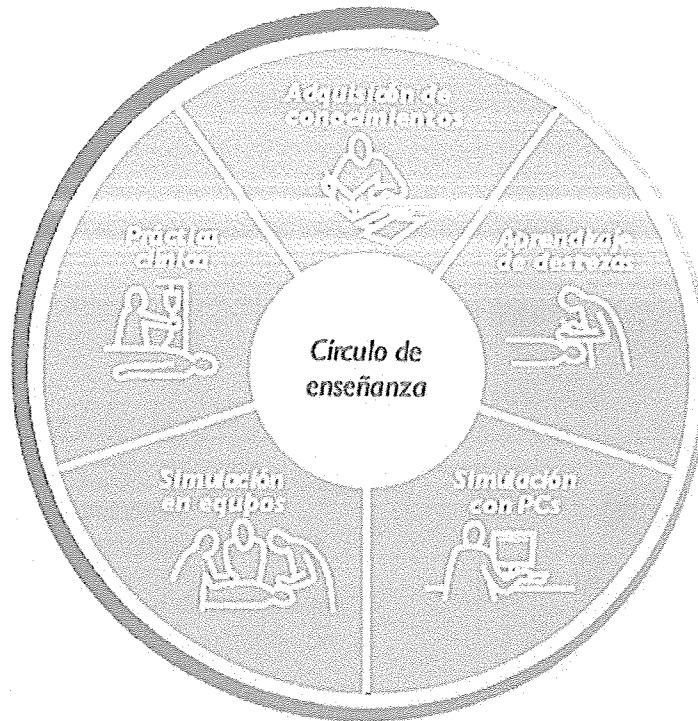 Adquisición de
conocimientos
Aprendizaje
de destrezas
Simulación
con PCs
Simulación
en equipos
Práctica
clínica
Círculo de
enseñanza